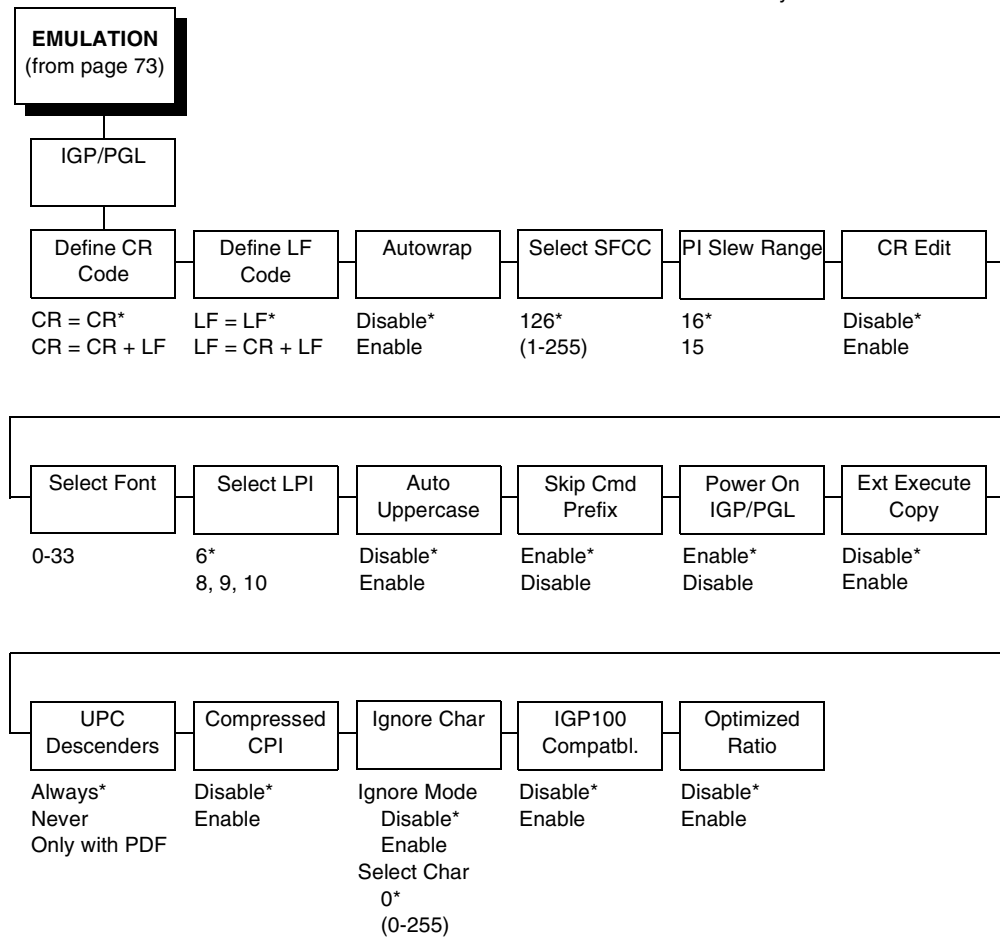 EMULATION
(from page 73)
IGP/PGL
Define CR
Code
Define LF
Code
Autowrap
Select SFCC
PI Slew Range
CR Edit
CR = CR*
CR = CR + LF
LF = LF*
LF = CR + LF
Disable*
Enable
126*
(1-255)
16*
15
Disable*
Enable
Select Font
Select LPI
Auto
Uppercase
Skip Cmd
Prefix
Power On
IGP/PGL
Ext Execute
Copy
0-33
6*
8, 9, 10
Disable*
Enable
Enable*
Disable
Enable*
Disable
Disable*
Enable
UPC
Descenders
Compressed
CPI
Ignore Char
IGP100
Compatbl.
Optimized
Ratio
Always*
Never
Only with PDF
Disable*
Enable
Ignore Mode
Disable*
Enable
Select Char
0*
(0-255)
Disable*
Enable
Disable*
Enable